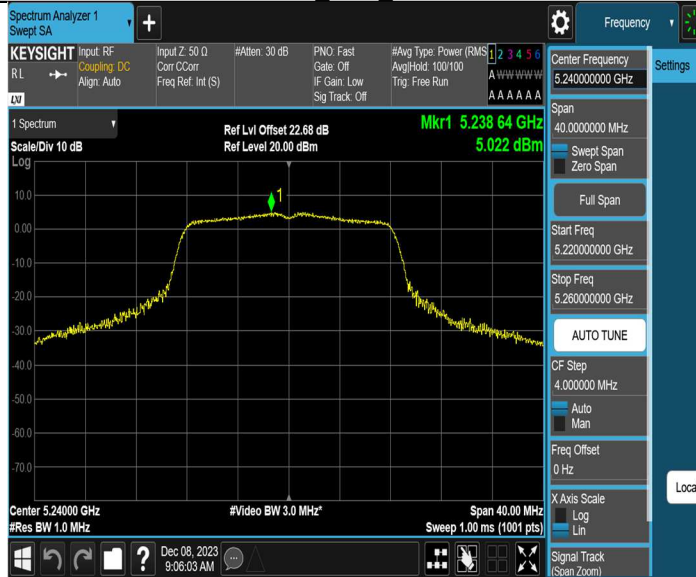 Spectrum Analyzer 1
Swept SA
+
Frequency
KEYSIGHT
RL
LXI
Input: RF
Coupling: DC
Align: Auto
Input Z: 50 Ω
Corr CCorr
Freq Ref: Int (S)
#Atten: 30 dB
PNO: Fast
Gate: Off
IF Gain: Low
Sig Track: Off
#Avg Type: Power (RMS
Avg|Hold: 100/100
Trig: Free Run
1 2 3 4 5 6
A W W W W W
A A A A A A
1 Spectrum
Scale/Div 10 dB
Log
Ref Lvl Offset 22.68 dB
Ref Level 20.00 dBm
Mkr1 5.238 64 GHz
5.022 dBm
1
10.0
0.00
-10.0
-20.0
-30.0
-40.0
-50.0
-60.0
-70.0
Center 5.24000 GHz
#Res BW 1.0 MHz
#Video BW 3.0 MHz*
Span 40.00 MHz
Sweep 1.00 ms (1001 pts)
?
Dec 08, 2023
9:06:03 AM
Center Frequency
5.240000000 GHz
Settings
Span
40.0000000 MHz
Swept Span
Zero Span
Full Span
Start Freq
5.220000000 GHz
Stop Freq
5.260000000 GHz
AUTO TUNE
CF Step
4.000000 MHz
Auto
Man
Freq Offset
0 Hz
X Axis Scale
Log
Lin
Signal Track
(Span Zoom)
Loca